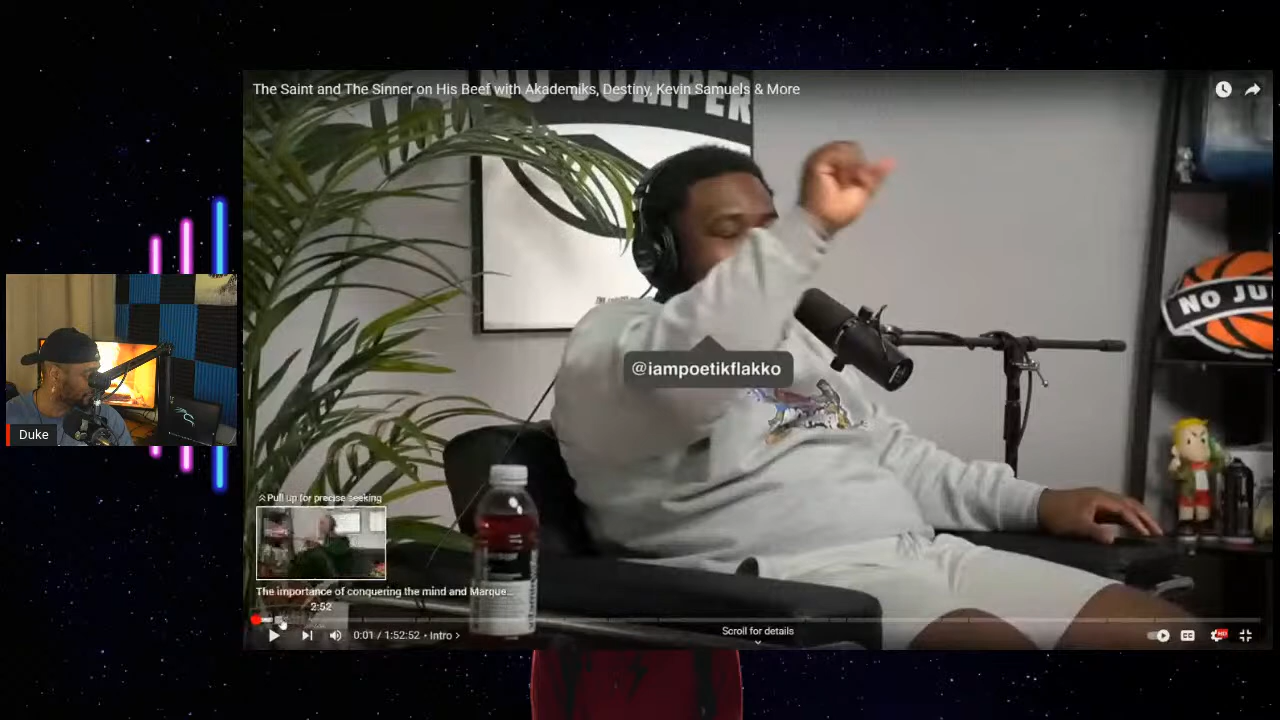 NO JUMPER
The Saint and The Sinner on His Beef with Akademiks, Destiny, Kevin Samuels & More
NO JU
@iampoetikflakko
Duke
Pull up for precise seeking
The importance of conquering the mind and Marque...
2:52
0:01 / 1:52:52 • Intro >
Scroll for details
CC
HD